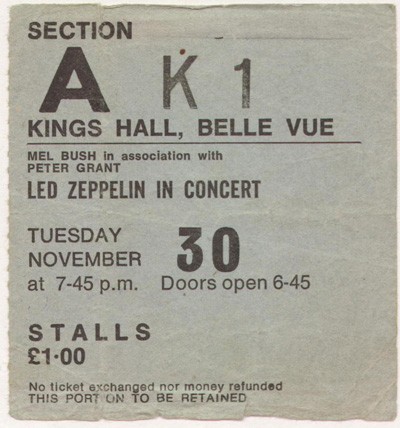 SECTION
A K 1
KINGS HALL, BELLE VUE
MEL BUSH in association with
PETER GRANT
LED ZEPPELIN IN CONCERT
TUESDAY 30
NOVEMBER
at 7-45 p.m. Doors open 6-45
STALLS
£1·00
No ticket exchanged nor money refunded
THIS PORT ON TO BE RETAINED